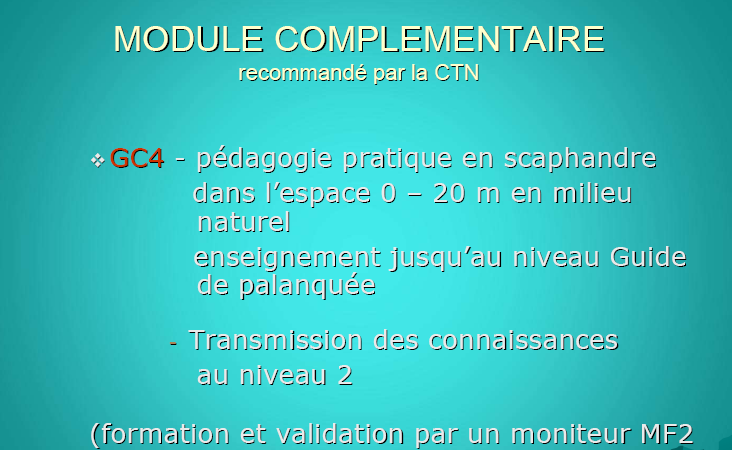 MODULE COMPLEMENTAIRE
recommandé par la CTN
GC4 - pédagogie pratique en scaphandre
dans l'espace 0 – 20 m en milieu
naturel
enseignement jusqu'au niveau Guide
de palanquée
- Transmission des connaissances
au niveau 2
(formation et validation par un moniteur MF2